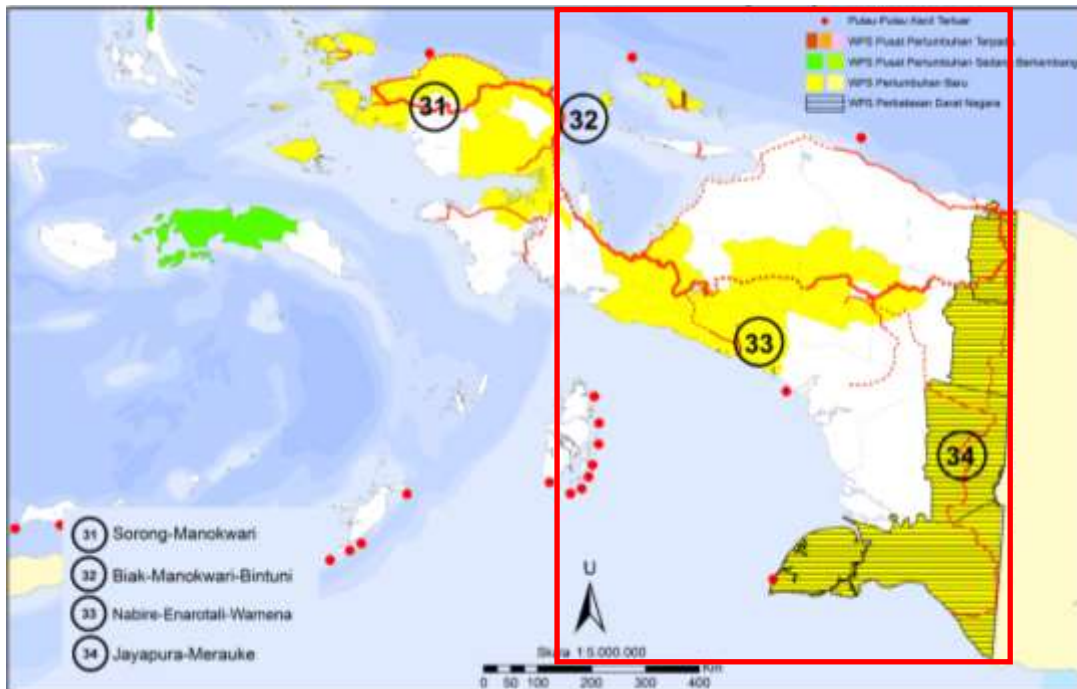 Pulau-Pulau Kecil Terluar
WPS Pusat Pertumbuhan Terpadu
WPS Pusat Pertumbuhan Sedang Berkembang
WPS Pertumbuhan Baru
WPS Perbatasan Darat Negara
31
32
33
34
31 Sorong-Manokwari
32 Biak-Manokwari-Bintuni
33 Nabire-Enarotali-Wamena
34 Jayapura-Merauke
U
Skala 1:5.000.000
Km
0 50 100 200 300 400